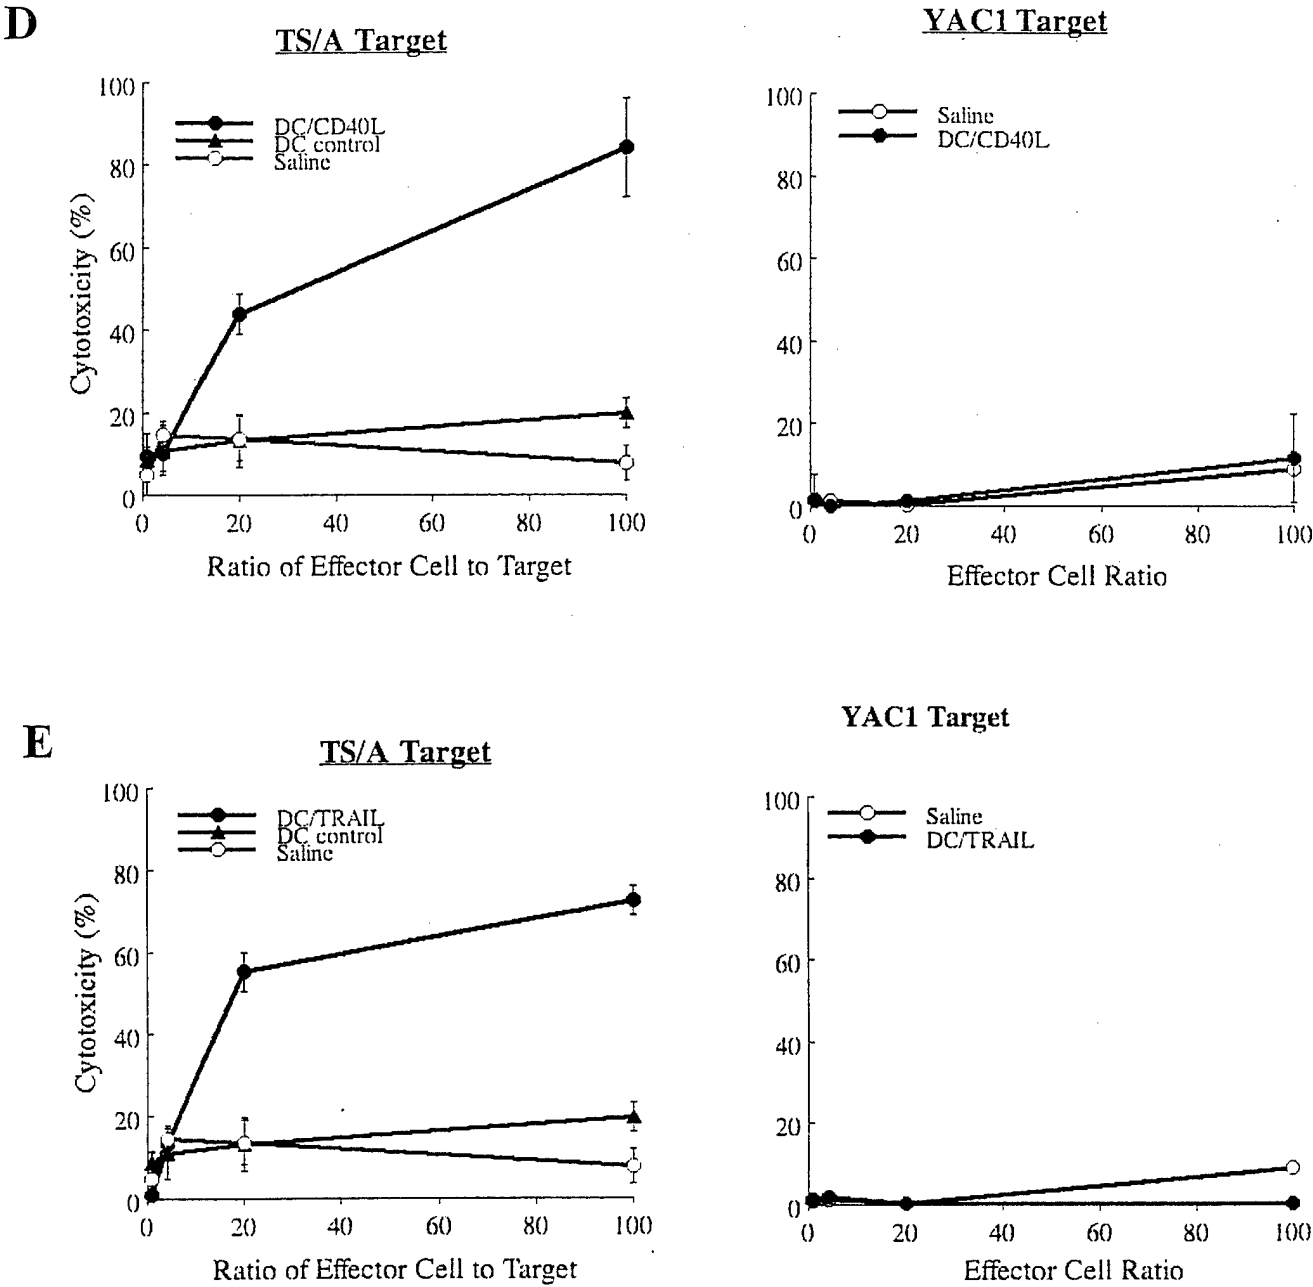 D
TS/A Target
DC/CD40L
DC control
Saline
100
80
60
40
20
0
Cytotoxicity (%)
0 20 40 60 80 100
Ratio of Effector Cell to Target
YAC1 Target
Saline
DC/CD40L
100
80
60
40
20
0
0 20 40 60 80 100
Effector Cell Ratio
E
TS/A Target
DC/TRAIL
DC control
Saline
100
80
60
40
20
0
Cytotoxicity (%)
0 20 40 60 80 100
Ratio of Effector Cell to Target
YAC1 Target
Saline
DC/TRAIL
100
80
60
40
20
0
0 20 40 60 80 100
Effector Cell Ratio